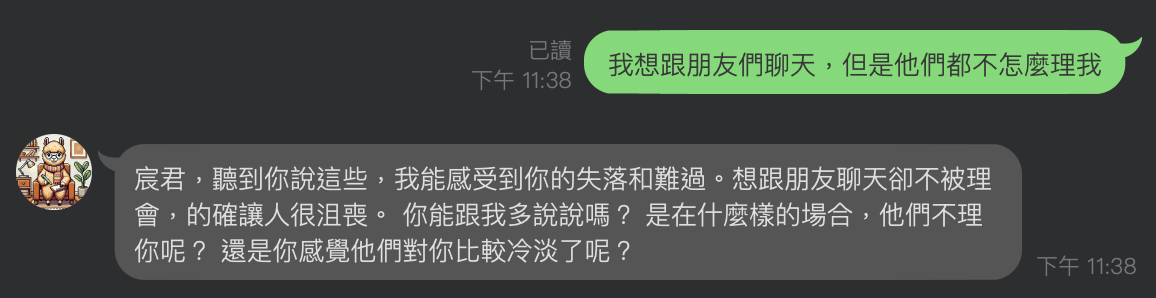 已讀
下午 11:38
我想跟朋友們聊天，但是他們都不怎麼理我
宸君，聽到你說這些，我能感受到你的失落和難過。想跟朋友聊天卻不被理
會，的確讓人很沮喪。 你能跟我多說說嗎？ 是在什麼樣的場合，他們不理
你呢？ 還是你感覺他們對你比較冷淡了呢？
下午 11:38